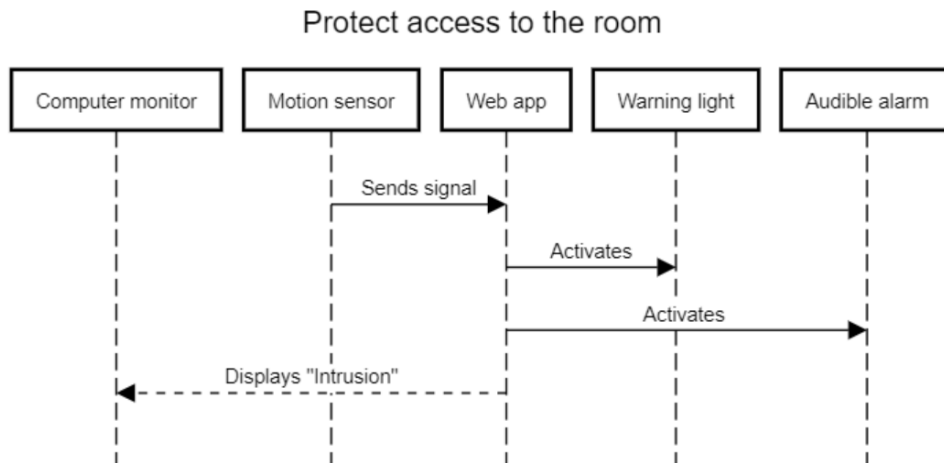 Protect access to the room
Computer monitor
Motion sensor
Web app
Warning light
Audible alarm
Sends signal
Activates
Activates
Displays "Intrusion"